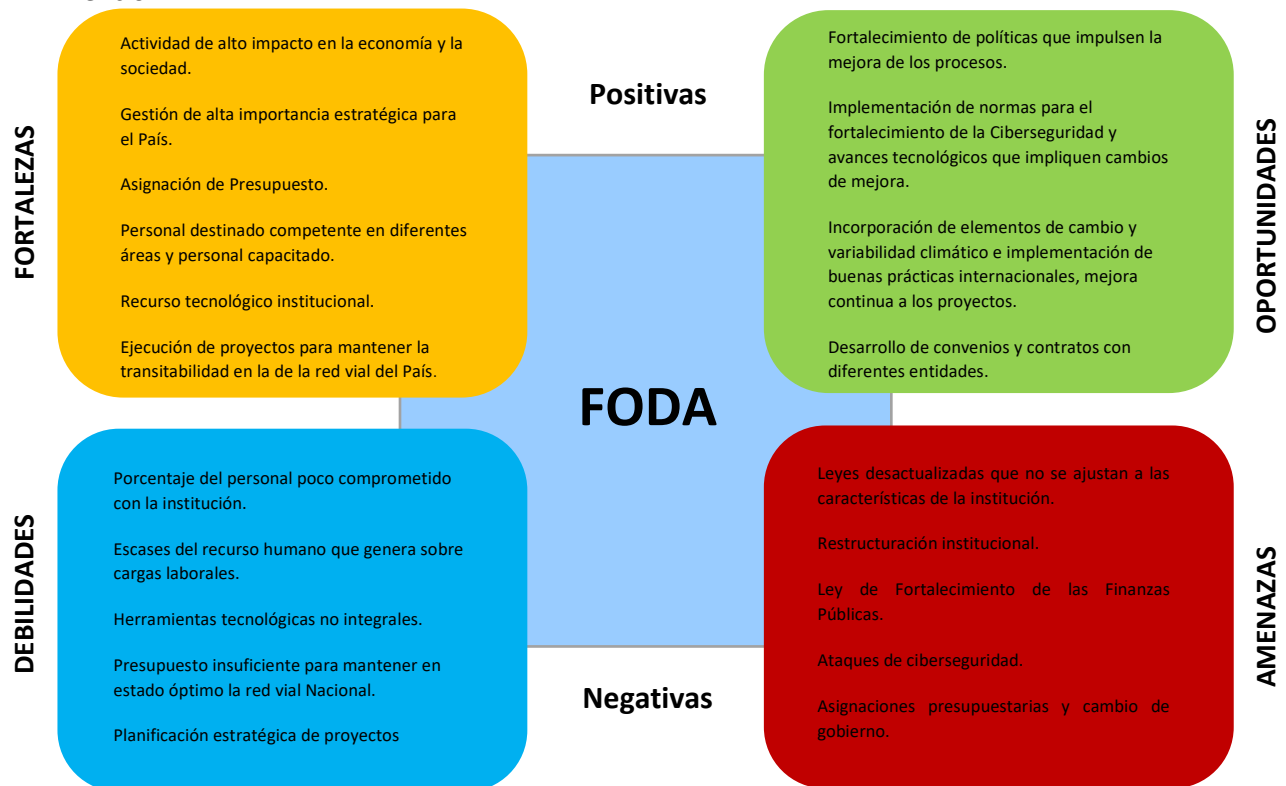 FORTALEZAS
Actividad de alto impacto en la economía y la
sociedad.
Gestión de alta importancia estratégica para
el País.
Asignación de Presupuesto.
Personal destinado competente en diferentes
áreas y personal capacitado.
Recurso tecnológico institucional.
Ejecución de proyectos para mantener la
transitabilidad en la de la red vial del País.
Positivas
Fortalecimiento de políticas que impulsen la
mejora de los procesos.
Implementación de normas para el
fortalecimiento de la Ciberseguridad y
avances tecnológicos que impliquen cambios
de mejora.
Incorporación de elementos de cambio y
variabilidad climático e implementación de
buenas prácticas internacionales, mejora
continua a los proyectos.
Desarrollo de convenios y contratos con
diferentes entidades.
OPORTUNIDADES
FODA
DEBILIDADES
Porcentaje del personal poco comprometido
con la institución.
Escases del recurso humano que genera sobre
cargas laborales.
Herramientas tecnológicas no integrales.
Presupuesto insuficiente para mantener en
estado óptimo la red vial Nacional.
Planificación estratégica de proyectos
Negativas
Leyes desactualizadas que no se ajustan a las
características de la institución.
Restructuración institucional.
Ley de Fortalecimiento de las Finanzas
Públicas.
Ataques de ciberseguridad.
Asignaciones presupuestarias y cambio de
gobierno.
AMENAZAS